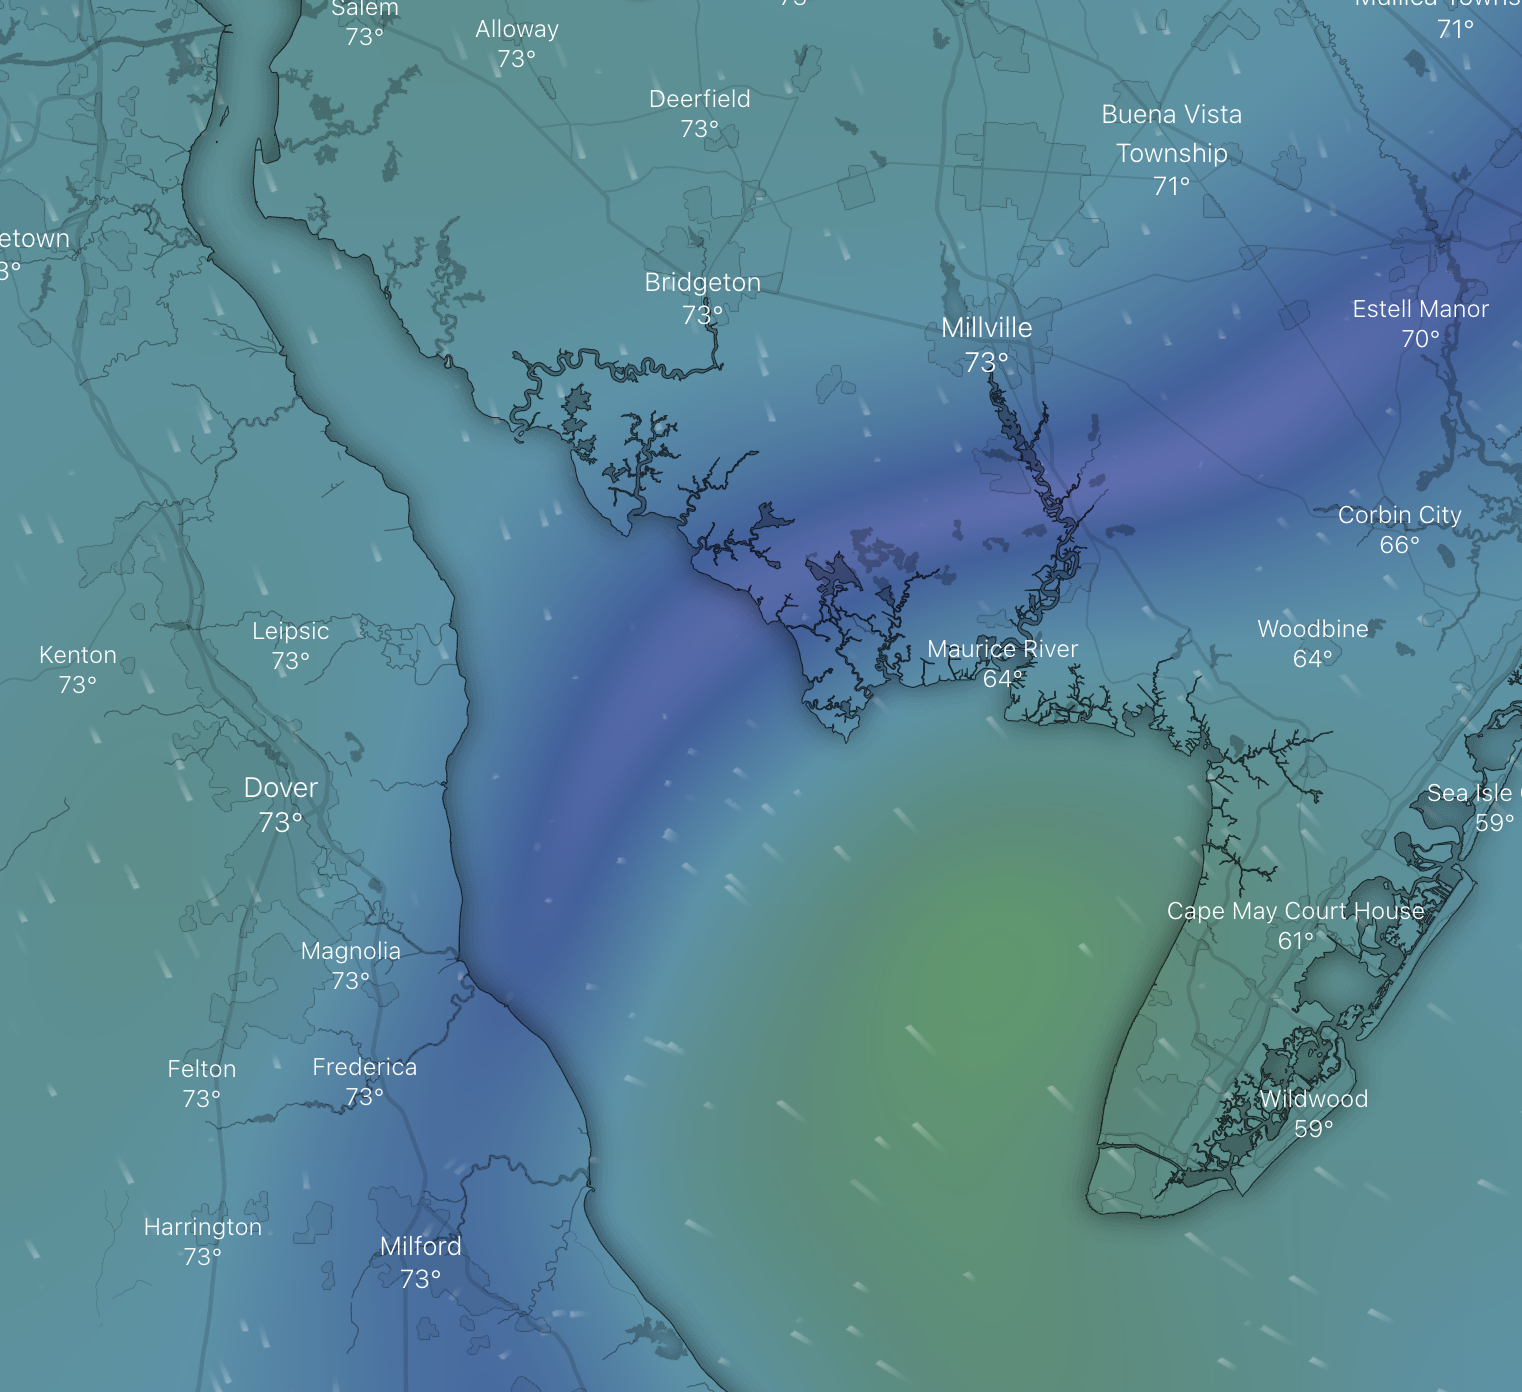 Salem
73°
Alloway
73°
73°
71°
Deerfield
73°
Buena Vista
Township
71°
etown
3°
Bridgeton
73°
Millville
73°
Estell Manor
70°
Corbin City
66°
Leipsic
73°
Kenton
73°
Maurice River
64°
Woodbine
64°
Dover
73°
Sea Isle
59°
Cape May Court House
61°
Magnolia
73°
Felton
73°
Frederica
73°
Wildwood
59°
Harrington
73°
Milford
73°